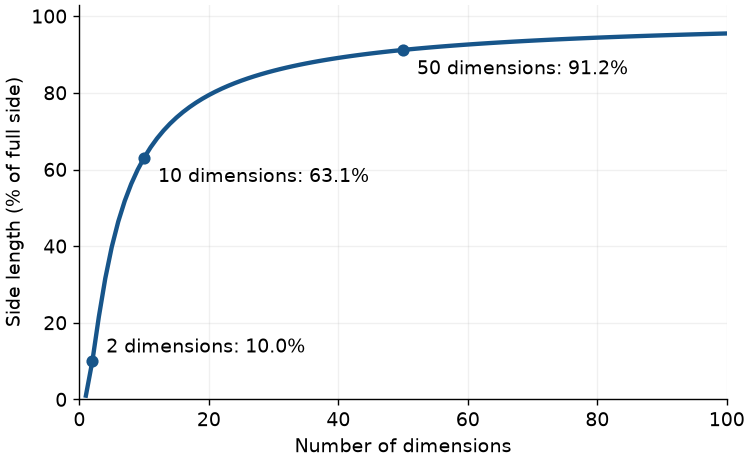 100
80
60
40
20
0
Side length (% of full side)
50 dimensions: 91.2%
10 dimensions: 63.1%
2 dimensions: 10.0%
0 20 40 60 80 100
Number of dimensions